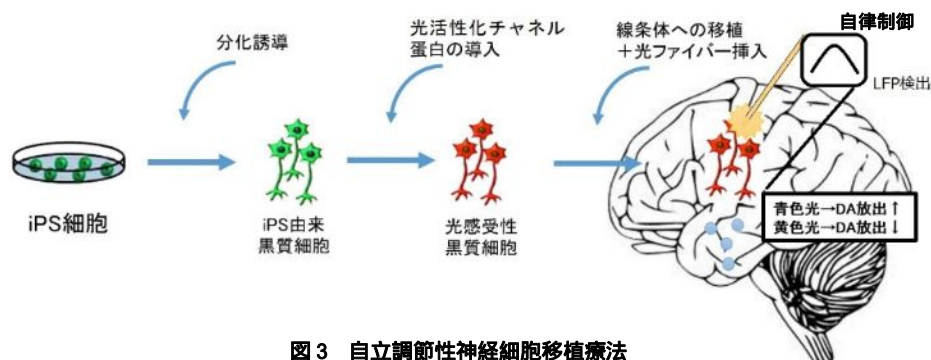 分化誘導
光活性化チャネル
蛋白の導入
線条体への移植
＋光ファイバー挿入
自律制御
LFP検出
iPS細胞
iPS由来
黒質細胞
光感受性
黒質細胞
青色光→DA放出↑
黄色光→DA放出↓
図3 自立調節性神経細胞移植療法